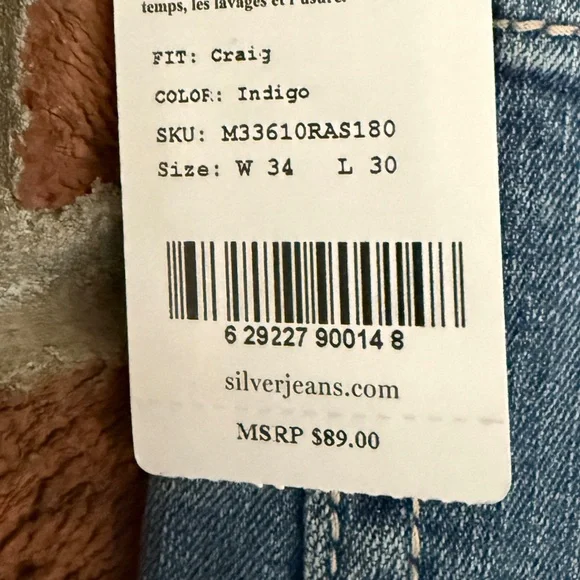 temps, les lavages et l'usure.
FIT: Craig
COLOR: Indigo
SKU: M33610RAS180
Size: W 34 L 30
6 29227 90014 8
silverjeans.com
MSRP $89.00